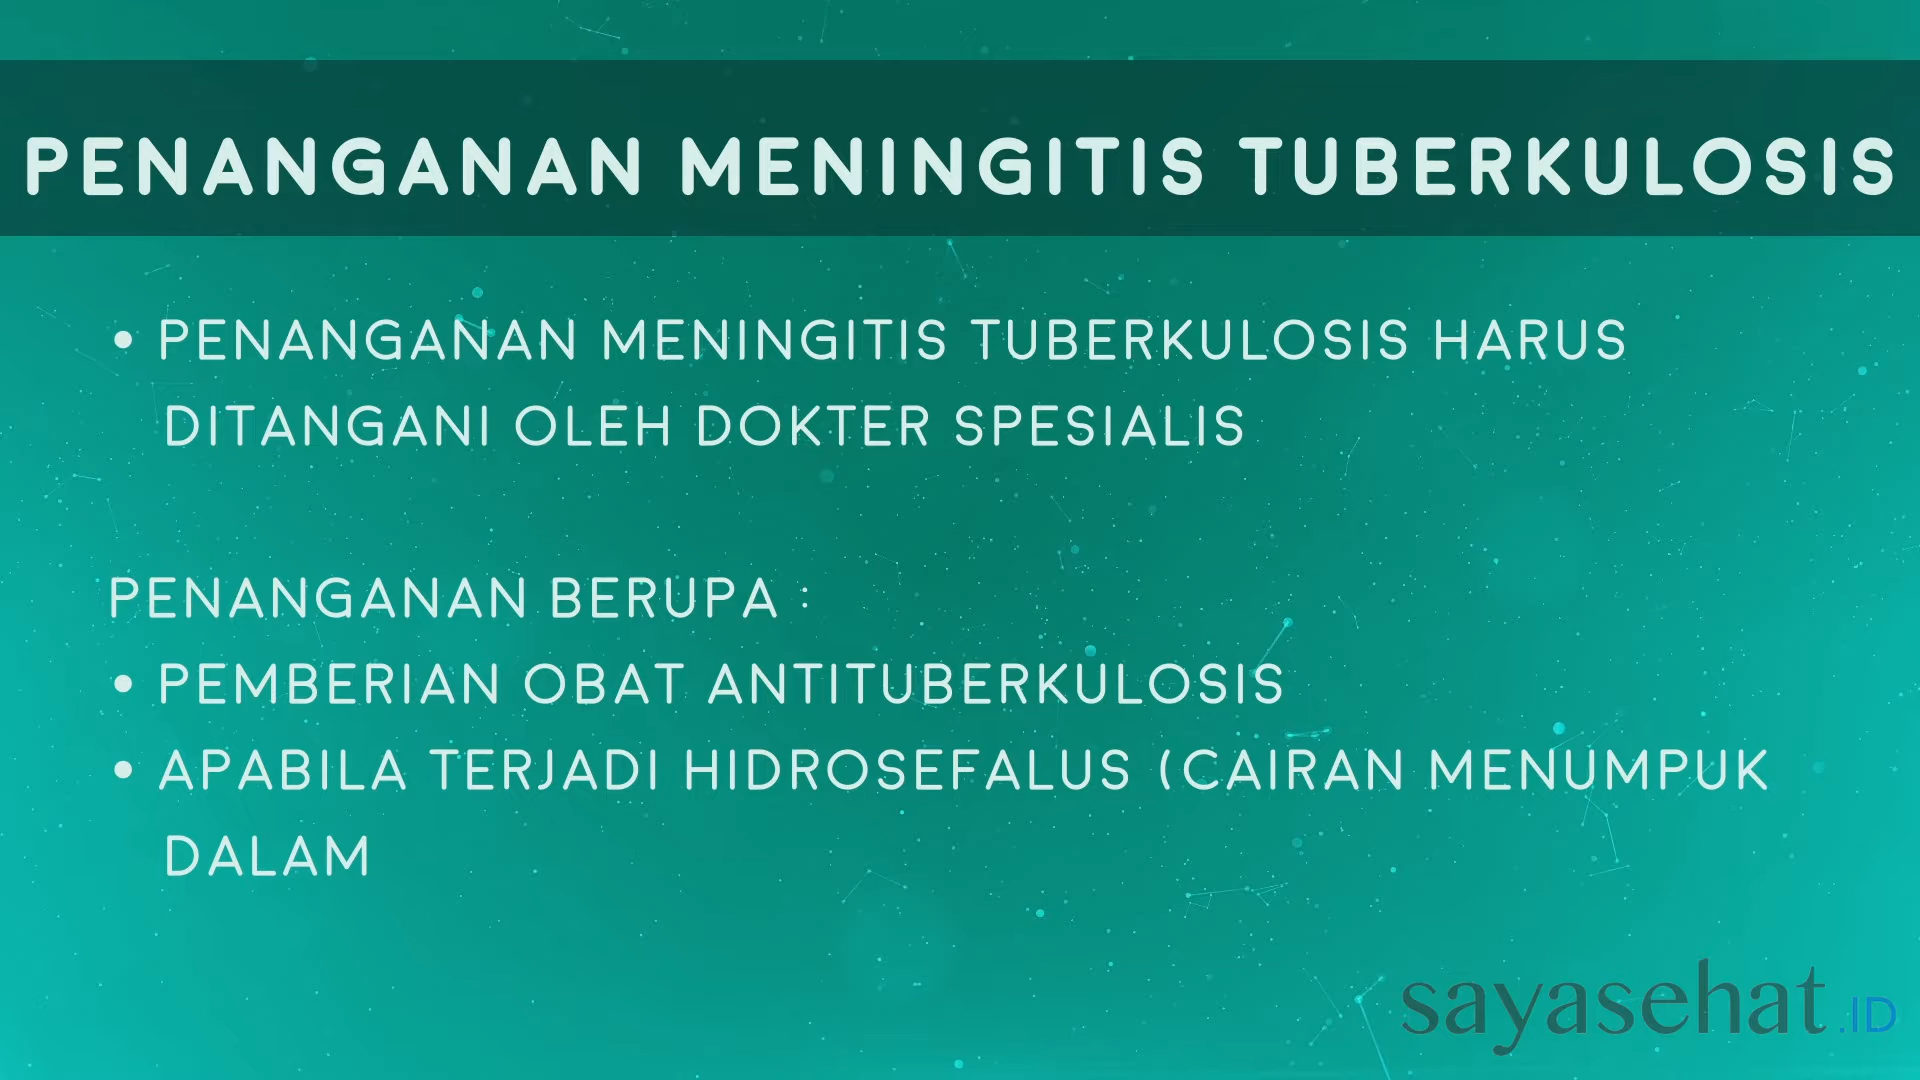 PENANGANAN MENINGITIS TUBERKULOSIS
• PENANGANAN MENINGITIS TUBERKULOSIS HARUS
DITANGANI OLEH DOKTER SPESIALIS
PENANGANAN BERUPA :
• PEMBERIAN OBAT ANTITUBERKULOSIS
• APABILA TERJADI HIDROSEFALUS (CAIRAN MENUMPUK
DALAM
sayasehat.ID